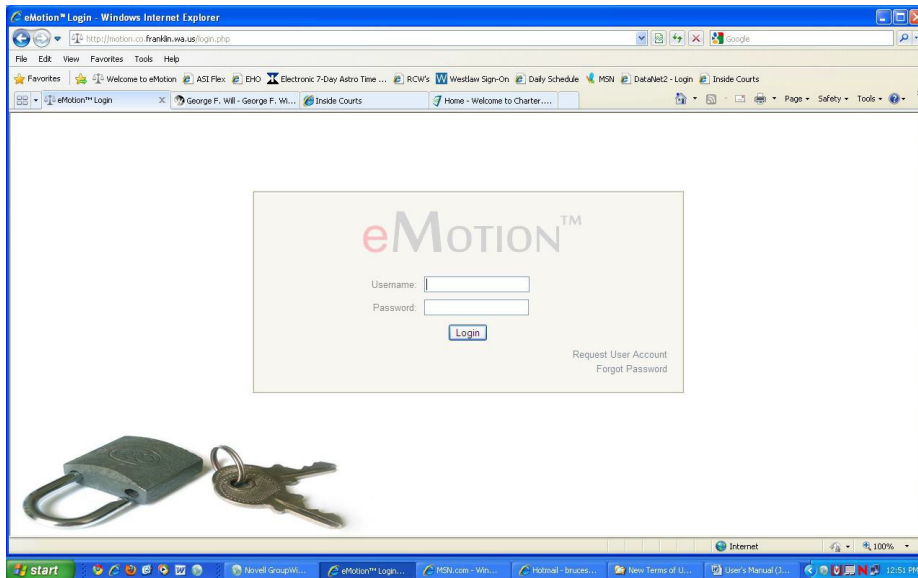 eMotion™ Login - Windows Internet Explorer
http://motion.co.franklin.wa.us/login.php
Google
File Edit View Favorites Tools Help
Favorites Welcome to eMotion ASI Flex EHO Electronic 7-Day Astro Time ... RCW's Westlaw Sign-On Daily Schedule MSN DataNet2 - Login Inside Courts
eMotion™ Login X George F. Will - George F. Wi... Inside Courts Home - Welcome to Charter.... Page Safety Tools
eMotion™
Username:
Password:
Login
Request User Account
Forgot Password
Internet 100%
start Novell GroupWi... eMotion™ Login... MSN.com - Win... Hotmail - bruces... New Terms of U... User's Manual (J... 12:51 PM